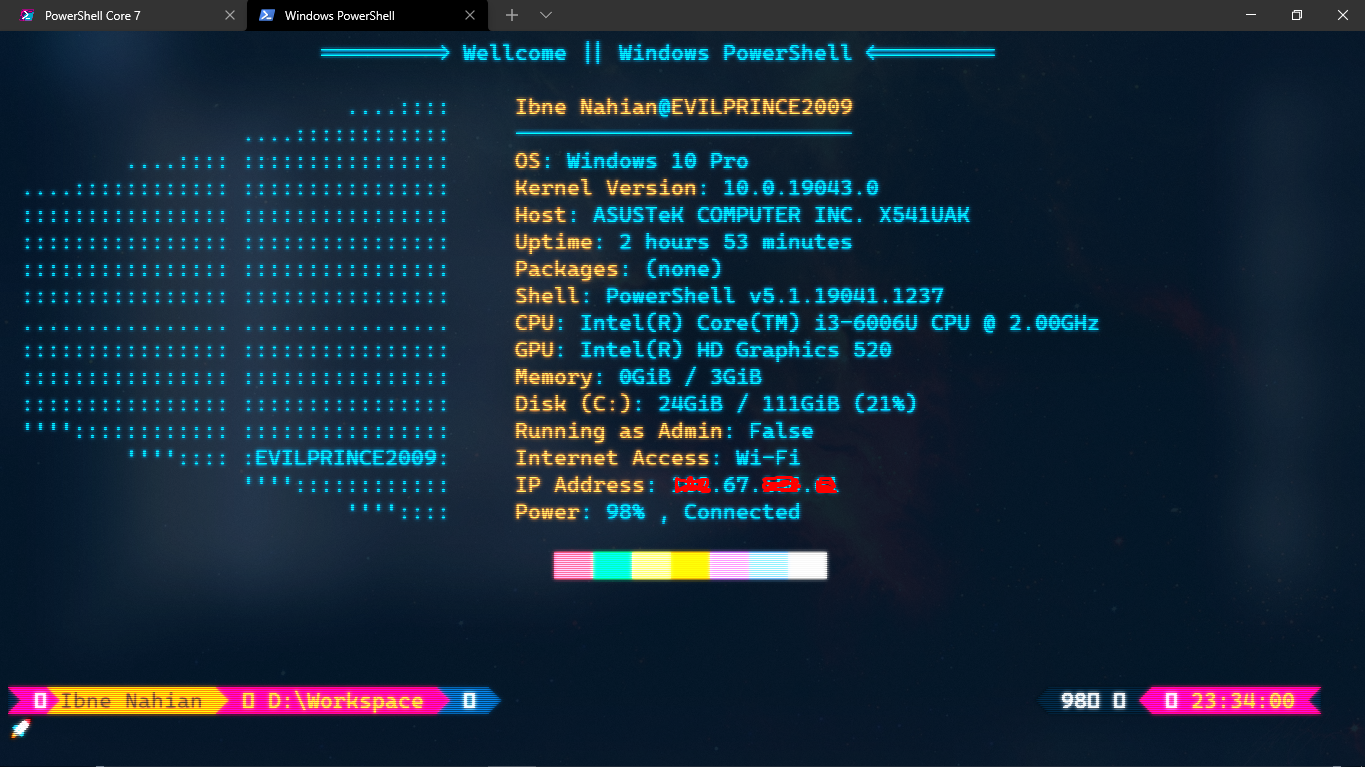 PowerShell Core 7
Windows PowerShell
Wellcome || Windows PowerShell
Ibne Nahian@EVILPRINCE2009
OS: Windows 10 Pro
Kernel Version: 10.0.19043.0
Host: ASUSTeK COMPUTER INC. X541UAK
Uptime: 2 hours 53 minutes
Packages: (none)
Shell: PowerShell v5.1.19041.1237
CPU: Intel(R) Core(TM) i3-6006U CPU @ 2.00GHz
GPU: Intel(R) HD Graphics 520
Memory: 0GiB / 3GiB
Disk (C:): 24GiB / 111GiB (21%)
Running as Admin: False
:EVILPRINCE2009: Internet Access: Wi-Fi
IP Address: .67.
Power: 98% , Connected
Ibne Nahian D:\Workspace 98 23:34:00